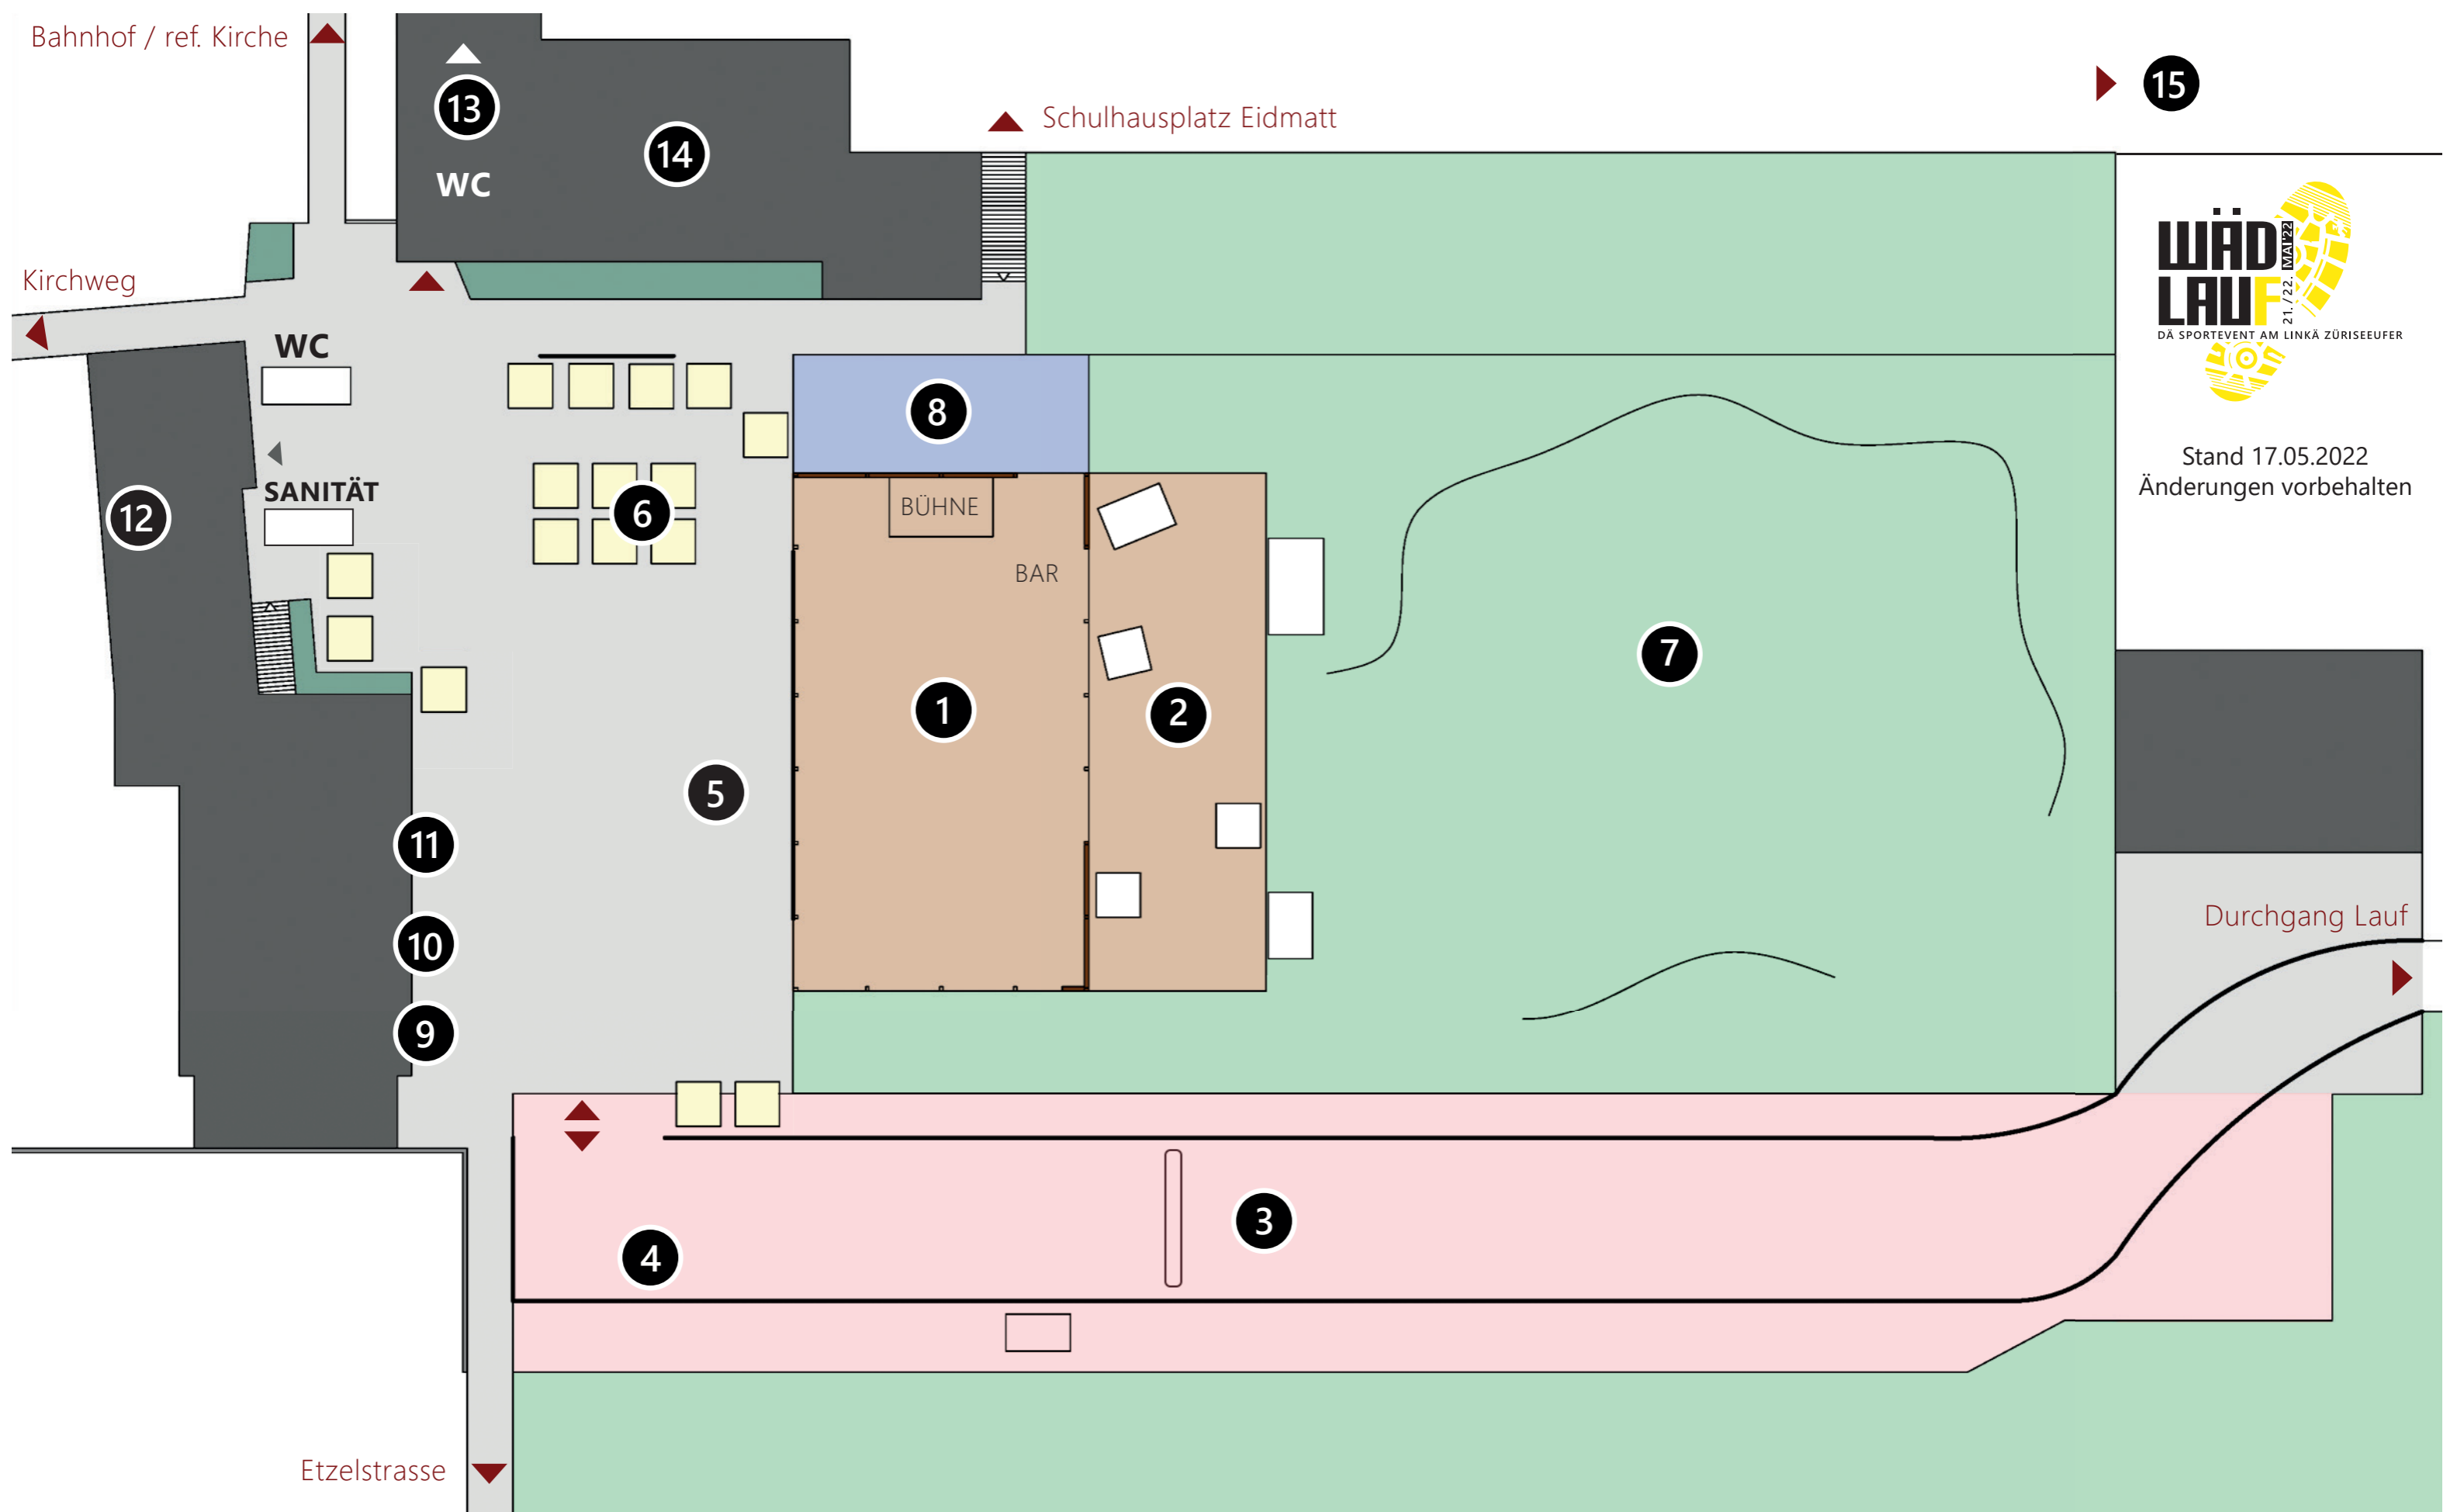 Bahnhof / ref. Kirche
13
WC
14
Schulhausplatz Eidmatt
15
Kirchweg
WC
SANITÄT
12
6
8
BÜHNE
BAR
1
2
7
5
11
10
9
WÄDI
LAUF
21. / 22. MAI'22
DÄ SPORTEVENT AM LINKÄ ZÜRISEEUFER
Stand 17.05.2022
Änderungen vorbehalten
Durchgang Lauf
3
4
Etzelstrasse